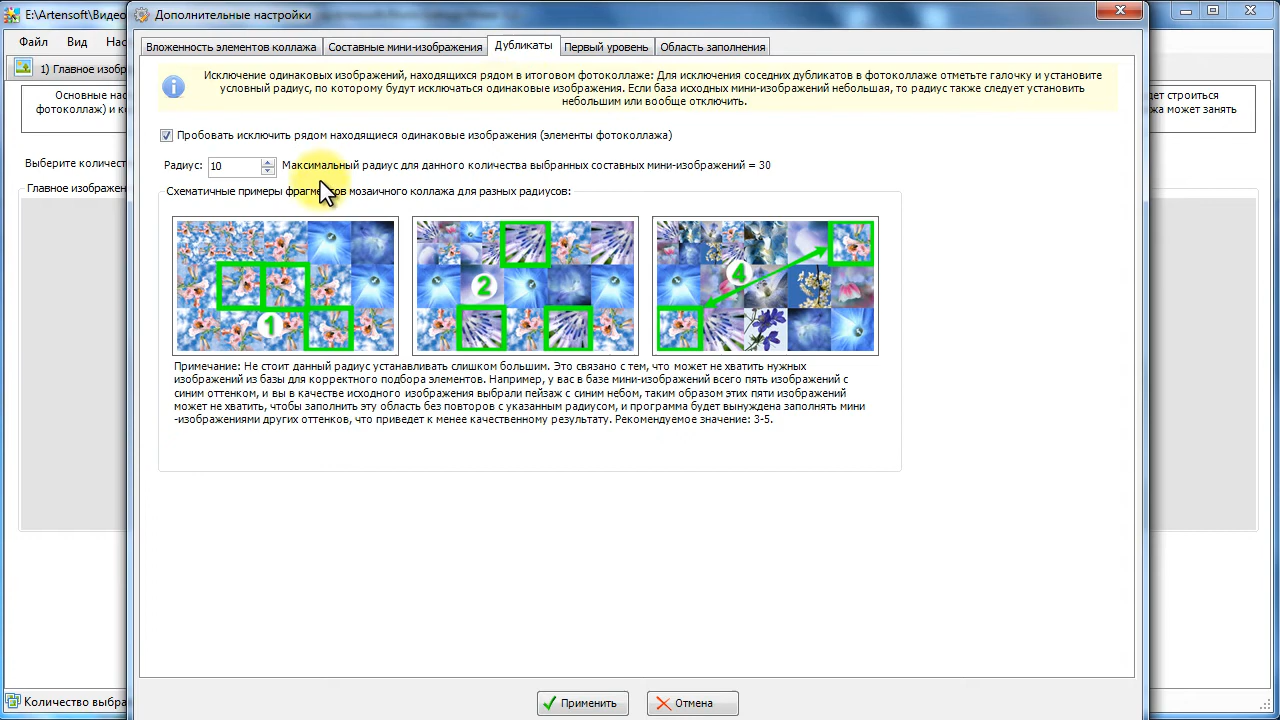 E:\Artensoft\Видео
Дополнительные настройки
Файл Вид Нас
Вложенность элементов коллажа Составные мини-изображения Дубликаты Первый уровень Область заполнения
1) Главное изобр
Исключение одинаковых изображений, находящихся рядом в итоговом фотоколлаже: Для исключения соседних дубликатов в фотоколлаже отметьте галочку и установите
условный радиус, по которому будут исключаться одинаковые изображения. Если база исходных мини-изображений небольшая, то радиус также следует установить
небольшим или вообще отключить.
Основные нас
фотоколлаж) и к
дет строиться
жа может занять
Пробовать исключить рядом находящиеся одинаковые изображения (элементы фотоколлажа)
Выберите количест
Радиус: 10 Максимальный радиус для данного количества выбранных составных мини-изображений = 30
Главное изображен
Схематичные примеры фрагментов мозаичного коллажа для разных радиусов:
1
2
4
Примечание: Не стоит данный радиус устанавливать слишком большим. Это связано с тем, что может не хватить нужных
изображений из базы для корректного подбора элементов. Например, у вас в базе мини-изображений всего пять изображений с
синим оттенком, и вы в качестве исходного изображения выбрали пейзаж с синим небом, таким образом этих пяти изображений
может не хватить, чтобы заполнить эту область без повторов с указанным радиусом, и программа будет вынуждена заполнять мини
-изображениями других оттенков, что приведет к менее качественному результату. Рекомендуемое значение: 3-5.
Количество выбра
Применить Отмена